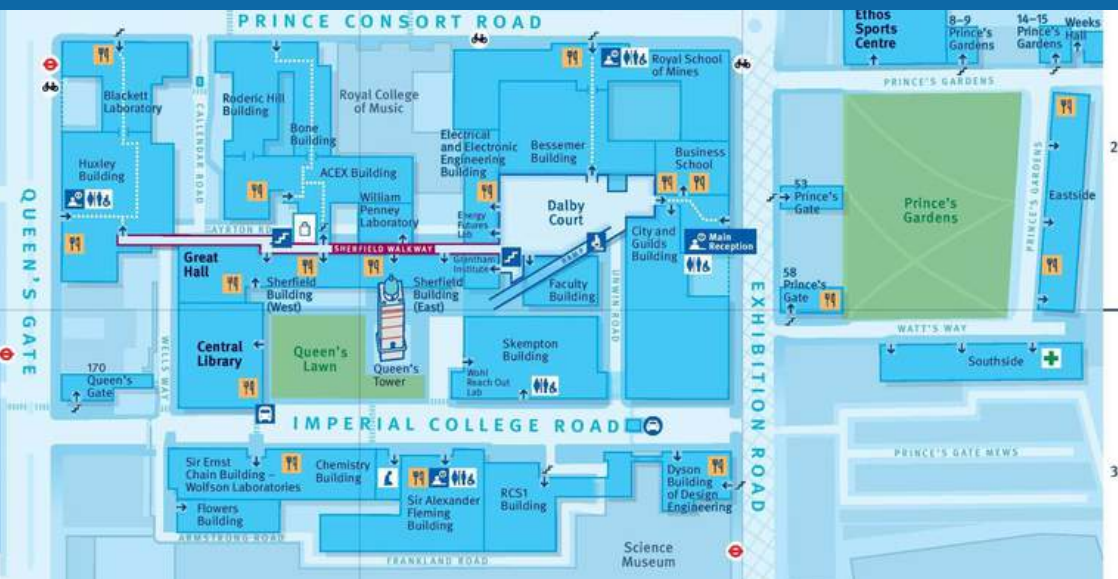 PRINCE CONSORT ROAD
Ethos
Sports
Centre
8–9
Prince's
Gardens
14–15
Prince's
Gardens
Weeks
Hall
PRINCE'S GARDENS
Blackett
Laboratory
CALLENDAR ROAD
Roderic Hill
Building
Bone
Building
Royal College
of Music
Royal School
of Mines
Electrical
and Electronic
Engineering
Building
Bessemer
Building
Business
School
2
Huxley
Building
ACEX Building
William
Penney
Laboratory
Energy
Futures
Lab
Dalby
Court
53
Prince's
Gate
Prince's
Gardens
PRINCE'S GARDENS
Eastside
QUEEN'S GATE
AYRTON RD
SHERFIELD WALKWAY
City and
Guilds
Building
Main
Reception
Great
Hall
Sherfield
Building
(West)
Sherfield
Building
(East)
Grantham
Institute
RAMP
Faculty
Building
UNWIN ROAD
58
Prince's
Gate
EXHIBITION ROAD
WATT'S WAY
Central
Library
Queen's
Lawn
Queen's
Tower
Skempton
Building
Wohl
Reach Out
Lab
Southside
170
Queen's
Gate
WELLS WAY
IMPERIAL COLLEGE ROAD
PRINCE'S GATE MEWS
3
Sir Ernst
Chain Building –
Wolfson Laboratories
Chemistry
Building
Sir Alexander
Fleming
Building
RCS1
Building
Dyson
Building
of Design
Engineering
Flowers
Building
ARMSTRONG ROAD
FRANKLAND ROAD
Science
Museum